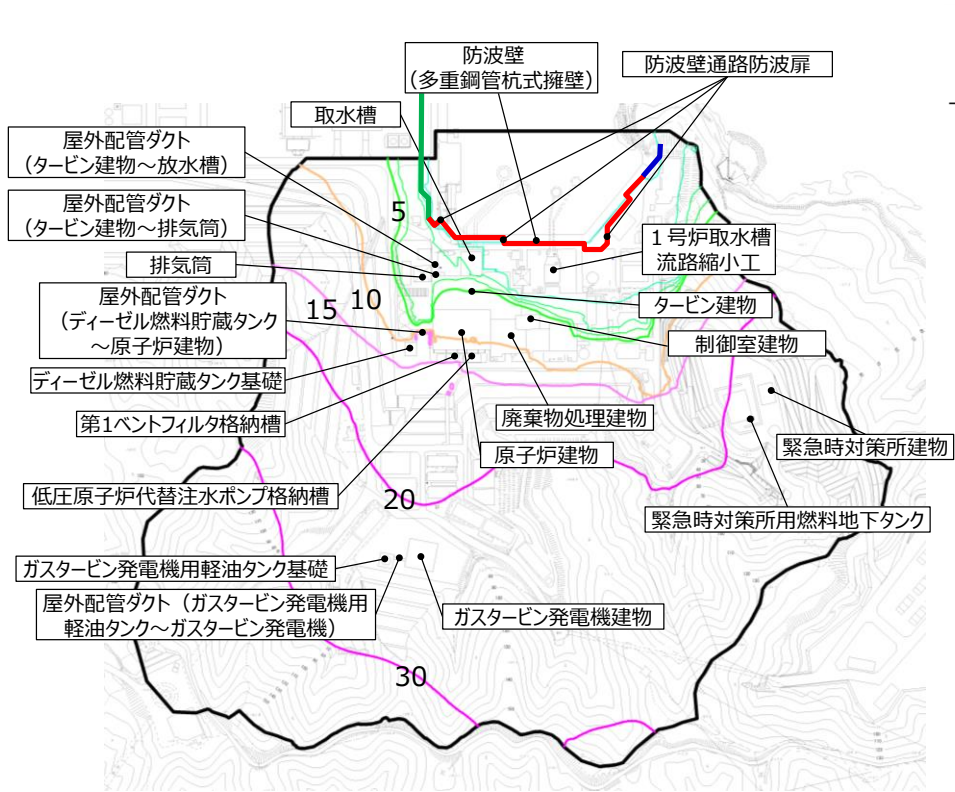 防波壁
（多重鋼管杭式擁壁）
防波壁通路防波扉
取水槽
屋外配管ダクト
（タービン建物～放水槽）
屋外配管ダクト
（タービン建物～排気筒）
5
１号炉取水槽
流路縮小工
排気筒
屋外配管ダクト
（ディーゼル燃料貯蔵タンク
～原子炉建物）
15
10
タービン建物
制御室建物
ディーゼル燃料貯蔵タンク基礎
第1ベントフィルタ格納槽
廃棄物処理建物
緊急時対策所建物
原子炉建物
低圧原子炉代替注水ポンプ格納槽
20
緊急時対策所用燃料地下タンク
ガスタービン発電機用軽油タンク基礎
屋外配管ダクト（ガスタービン発電機用
軽油タンク～ガスタービン発電機）
ガスタービン発電機建物
30